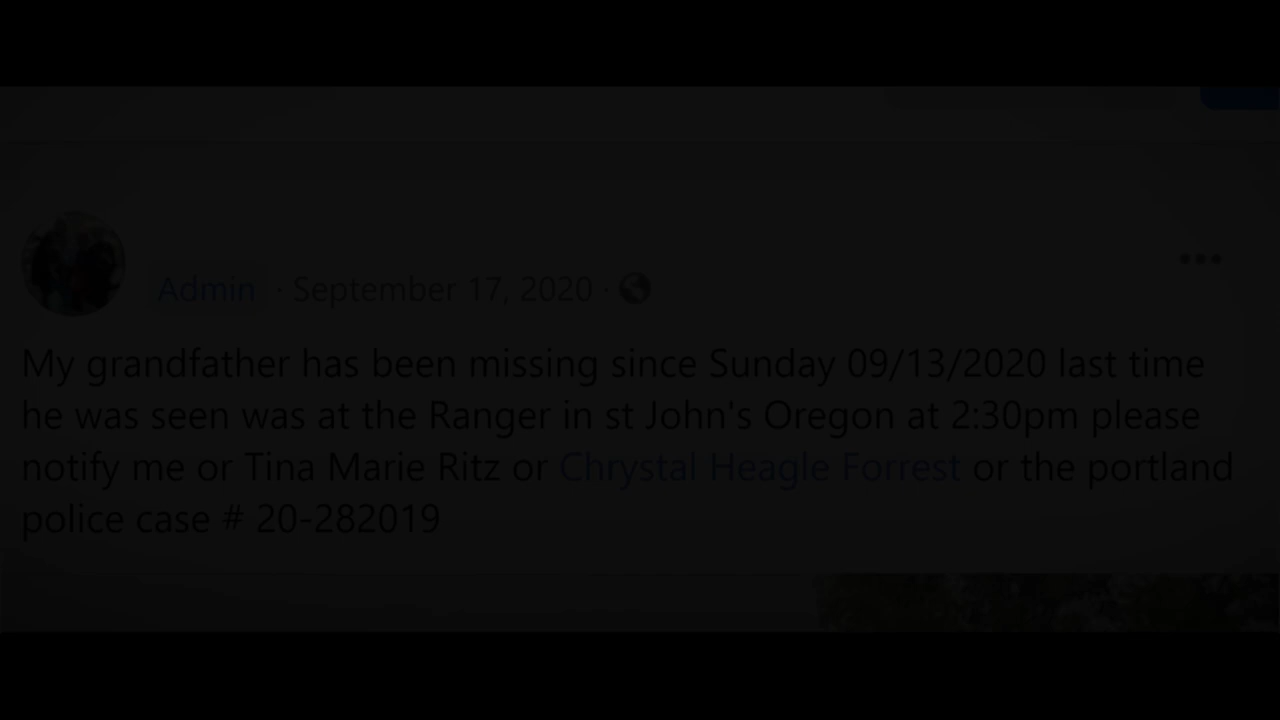 Admin · September 17, 2020 ·
My grandfather has been missing since Sunday 09/13/2020 last time
he was seen was at the Ranger in st John's Oregon at 2:30pm please
notify me or Tina Marie Ritz or Chrystal Heagle Forrest or the portland
police case # 20-282019